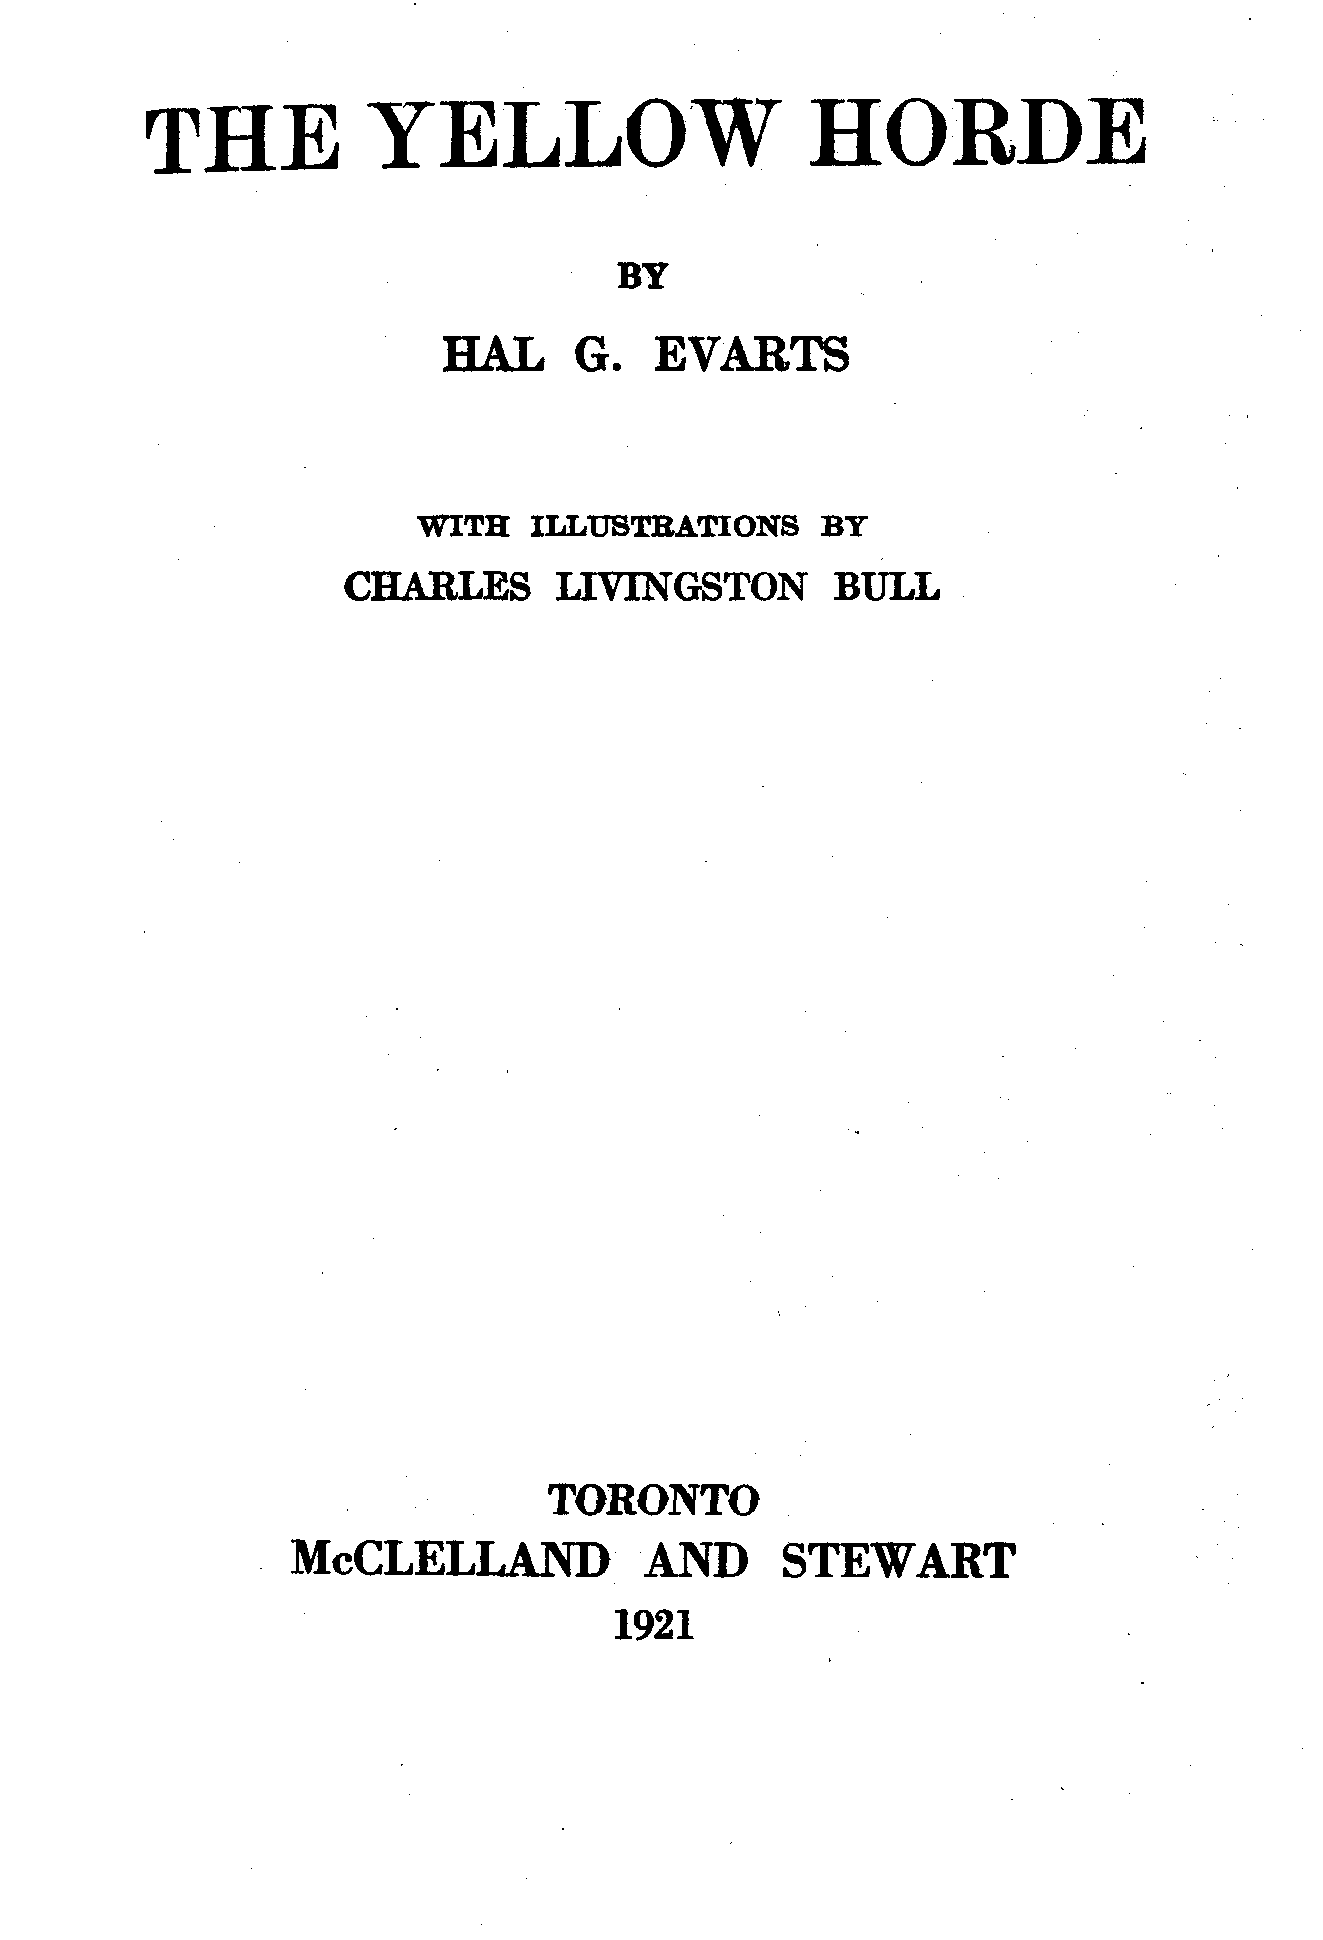 THE YELLOW HORDE
BY
HAL G. EVARTS
WITH ILLUSTRATIONS BY
CHARLES LIVINGSTON BULL
TORONTO
McCLELLAND AND STEWART
1921